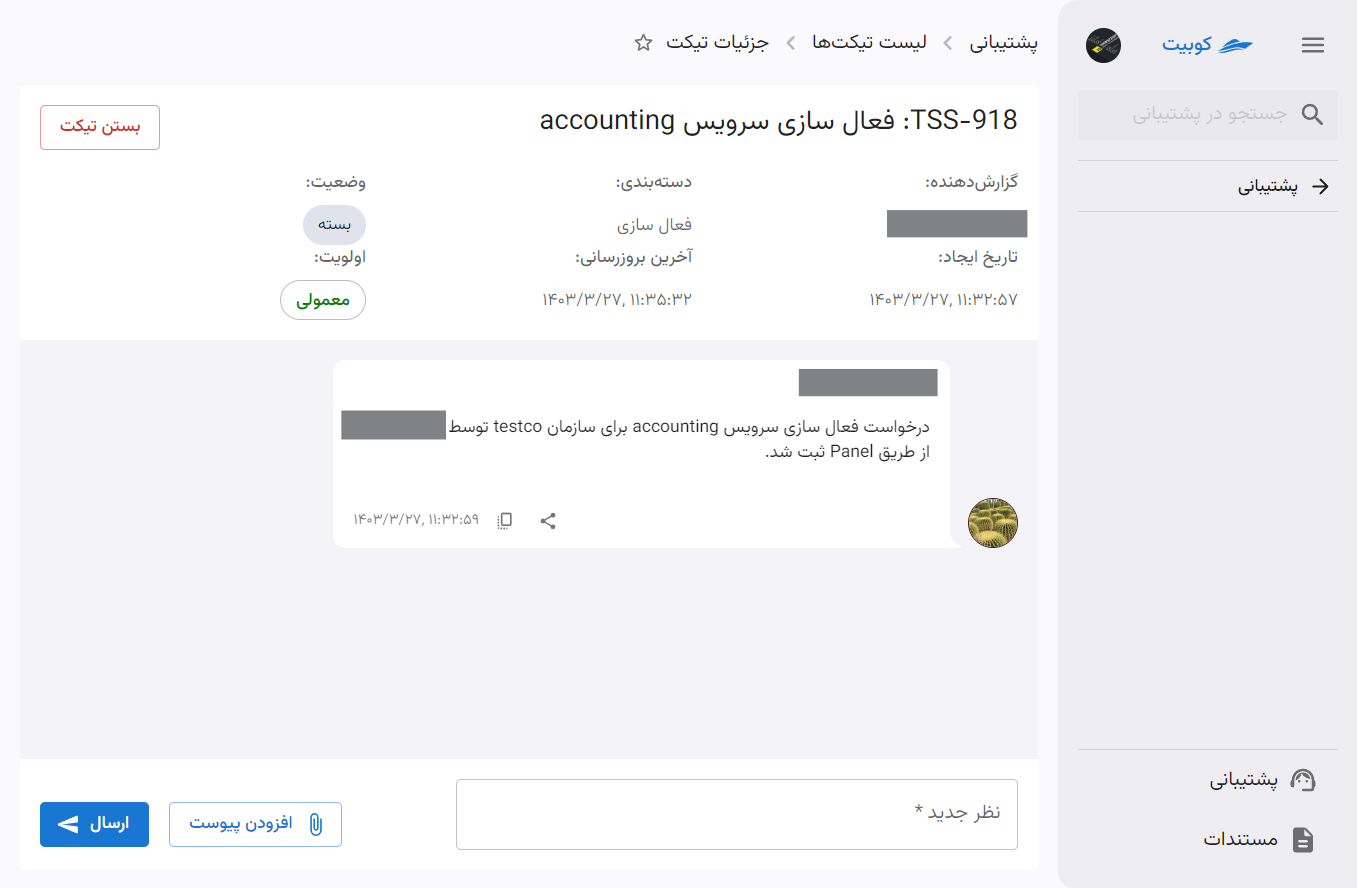 کوبیت
جستجو در پشتیبانی
پشتیبانی
پشتیبانی
مستندات
پشتیبانی
لیست تیکت‌ها
جزئیات تیکت
TSS-918: فعال سازی سرویس accounting
بستن تیکت
گزارش‌دهنده:
دسته‌بندی:
فعال سازی
وضعیت:
بسته
تاریخ ایجاد:
۱۴۰۳/۳/۲۷, ۱۱:۳۲:۵۷
آخرین بروزرسانی:
۱۴۰۳/۳/۲۷, ۱۱:۳۵:۳۲
اولویت:
معمولی
درخواست فعال سازی سرویس accounting برای سازمان testco توسط
از طریق Panel ثبت شد.
۱۴۰۳/۳/۲۷, ۱۱:۳۲:۵۹
نظر جدید *
افزودن پیوست
ارسال